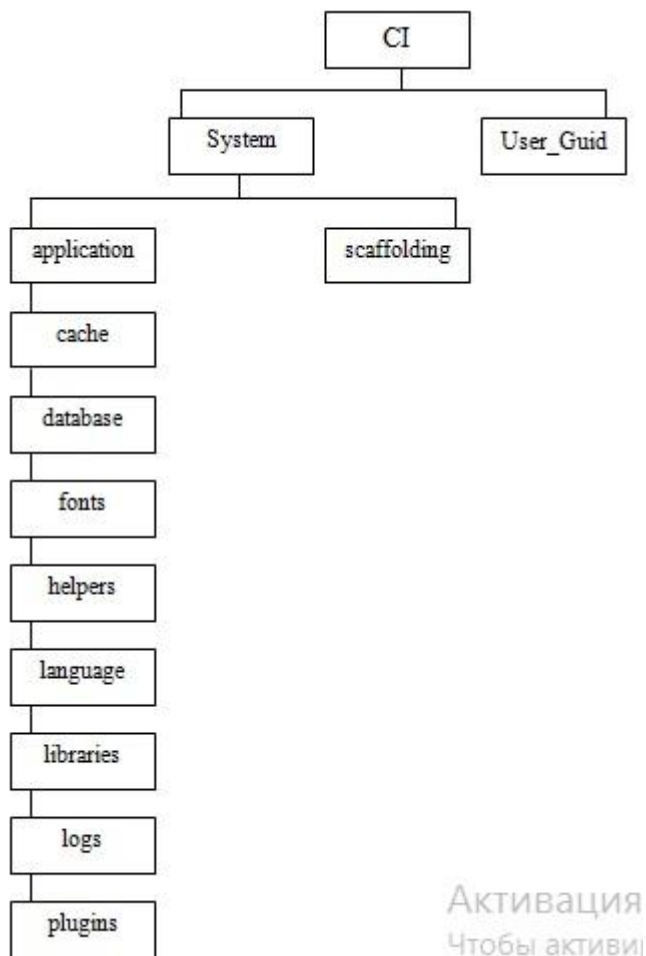 CI
System
User_Guid
application
scaffolding
cache
database
fonts
helpers
language
libraries
logs
plugins
Активация
Чтобы активи